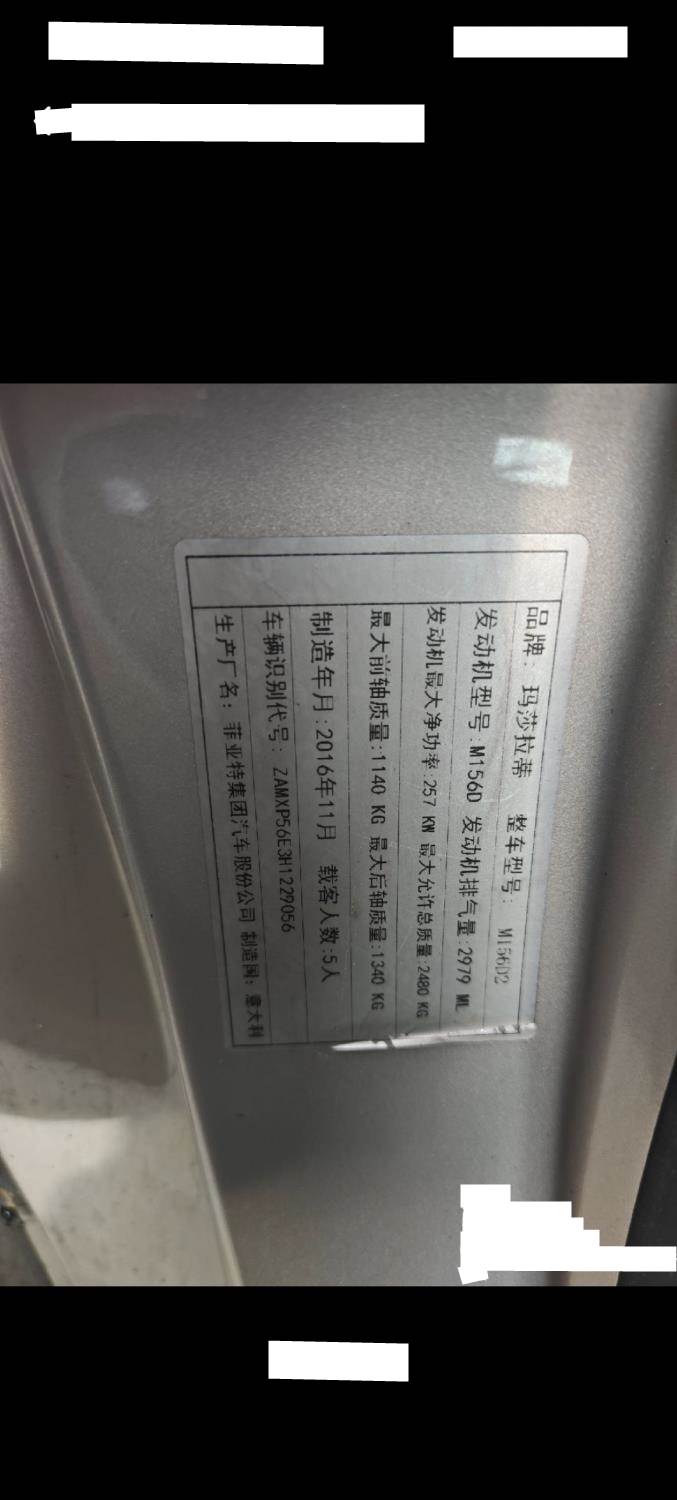 品牌：玛莎拉蒂 整车型号：M156D2
发动机型号:M156D 发动机排气量:2979 ML
发动机最大净功率:257 KW 最大允许总质量:2480 KG
最大前轴质量:1140 KG 最大后轴质量:1340 KG
制造年月:2016年11月 载客人数:5人
车辆识别代号：ZAMXP56E3H1229056
生产厂名：菲亚特集团汽车股份公司 制造国：意大利